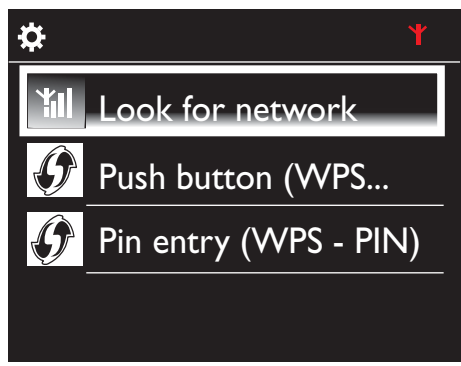 Look for network
Push button (WPS...
Pin entry (WPS - PIN)